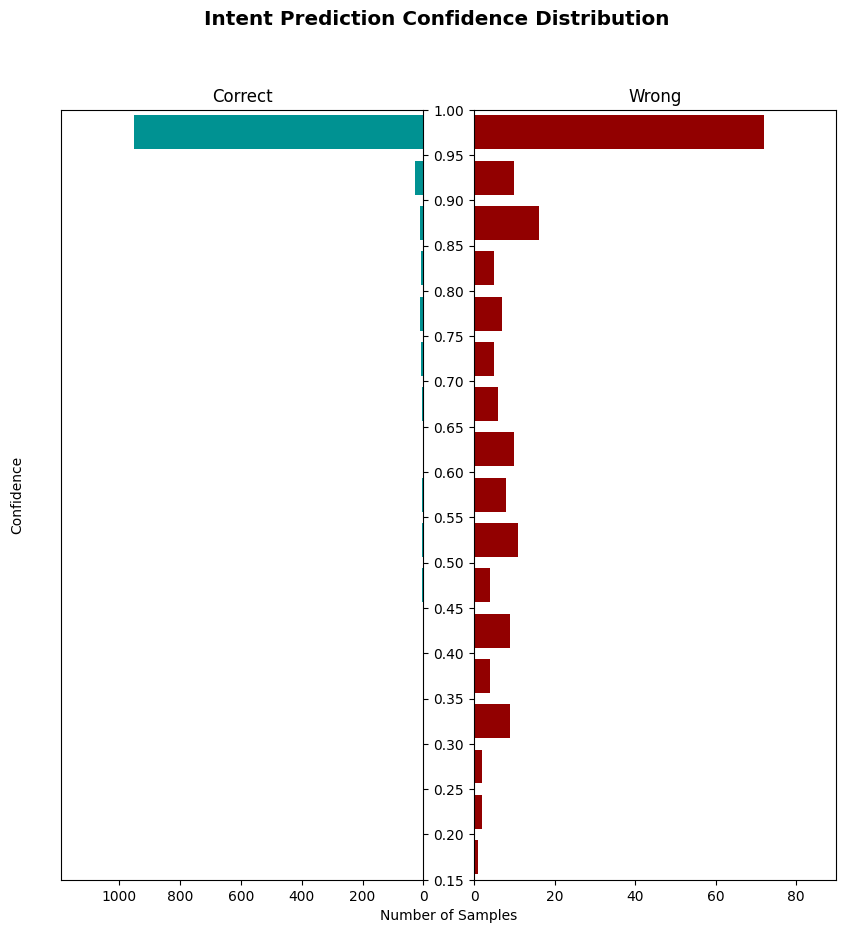 Intent Prediction Confidence Distribution
Correct
Wrong
1.00
0.95
0.90
0.85
0.80
0.75
0.70
0.65
0.60
0.55
0.50
0.45
0.40
0.35
0.30
0.25
0.20
0.15
Confidence
1000 800 600 400 200 0
0 20 40 60 80
Number of Samples